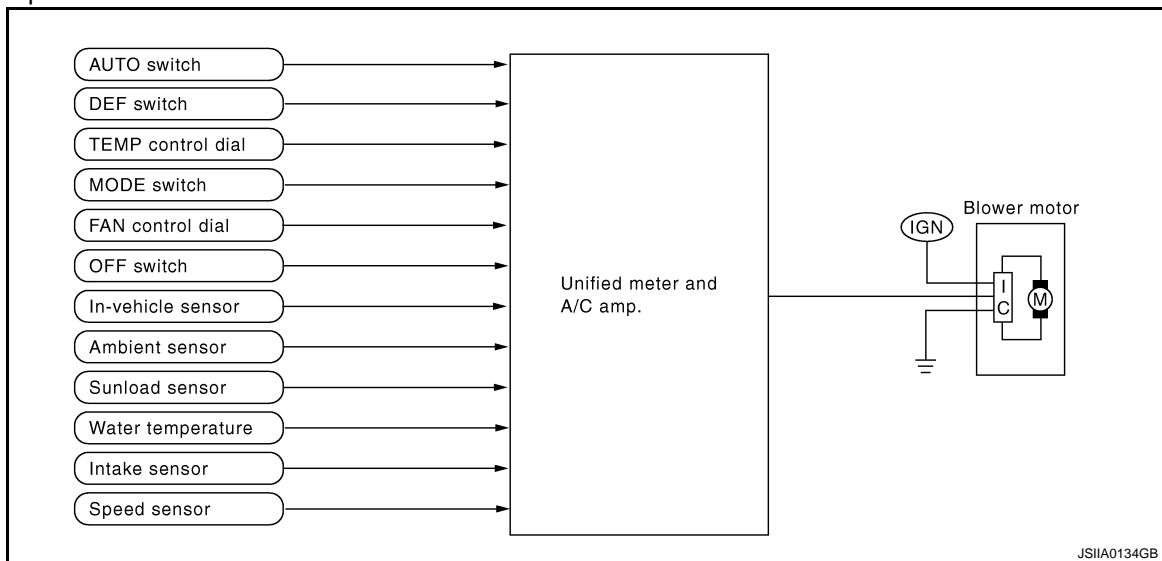 AUTO switch
DEF switch
TEMP control dial
MODE switch
FAN control dial
OFF switch
In-vehicle sensor
Ambient sensor
Sunload sensor
Water temperature
Intake sensor
Speed sensor
Unified meter and
A/C amp.
Blower motor
IGN
I
C
M
JSIIA0134GB